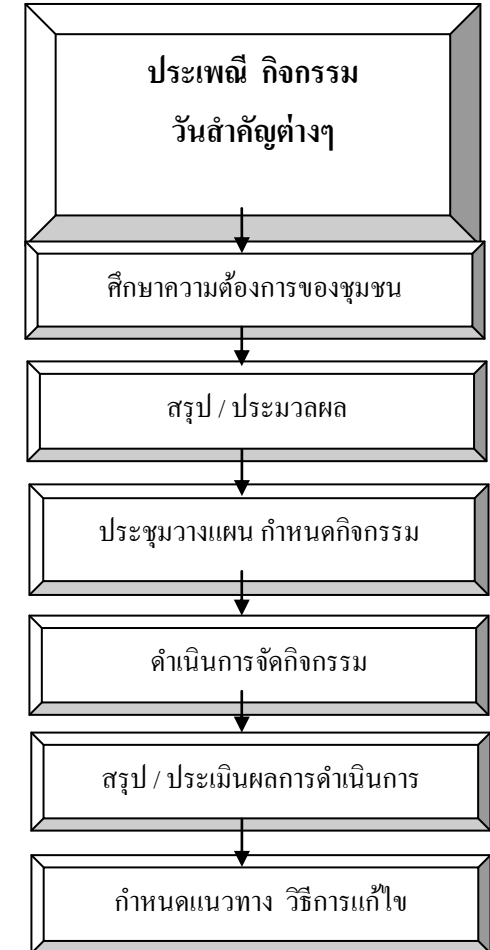 ประเพณี กิจกรรม
วันสำคัญต่างๆ
ศึกษาความต้องการของชุมชน
สรุป / ประมวลผล
ประชุมวางแผน กำหนดกิจกรรม
ดำเนินการจัดกิจกรรม
สรุป / ประเมินผลการดำเนินการ
กำหนดแนวทาง วิธีการแก้ไข